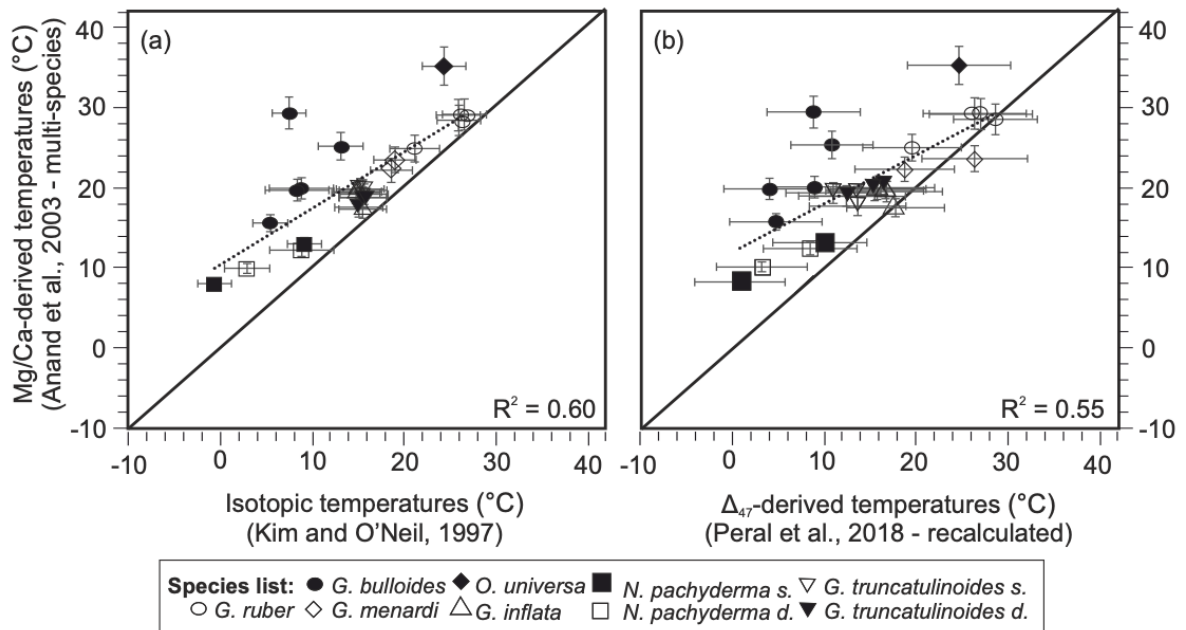 (a)
(b)
Mg/Ca-derived temperatures (°C)
(Anand et al., 2003 - multi-species)
40
30
20
10
0
-10
40
30
20
10
0
-10
R² = 0.60
R² = 0.55
-10 0 10 20 30 40
-10 0 10 20 30 40
Isotopic temperatures (°C)
(Kim and O'Neil, 1997)
Δ₄₇-derived temperatures (°C)
(Peral et al., 2018 - recalculated)
Species list: G. bulloides O. universa N. pachyderma s. G. truncatulinoides s.
G. ruber G. menardi G. inflata N. pachyderma d. G. truncatulinoides d.